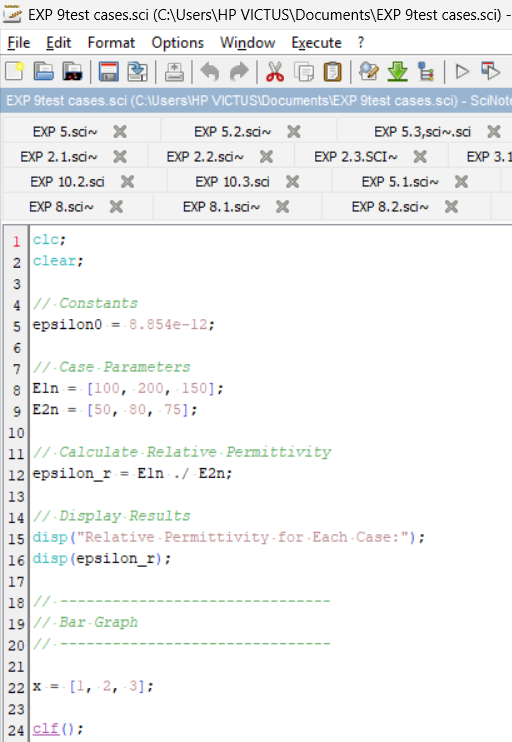 EXP 9test cases.sci (C:\Users\HP VICTUS\Documents\EXP 9test cases.sci) -
File Edit Format Options Window Execute ?
EXP 9test cases.sci (C:\Users\HP VICTUS\Documents\EXP 9test cases.sci) - SciNote
EXP 5.sci~ EXP 5.2.sci~ EXP 5.3,sci~.sci
EXP 2.1.sci~ EXP 2.2.sci~ EXP 2.3.SCI~ EXP 3.1
EXP 10.2.sci EXP 10.3.sci EXP 5.1.sci~
EXP 8.sci~ EXP 8.1.sci~ EXP 8.2.sci~
1 clc;
2 clear;
3
4 // Constants
5 epsilon0 = 8.854e-12;
6
7 // Case Parameters
8 E1n = [100, 200, 150];
9 E2n = [50, 80, 75];
10
11 // Calculate Relative Permittivity
12 epsilon_r = E1n ./ E2n;
13
14 // Display Results
15 disp("Relative Permittivity for Each Case:");
16 disp(epsilon_r);
17
18 // -------------------------------
19 // Bar Graph
20 // -------------------------------
21
22 x = [1, 2, 3];
23
24 clf();